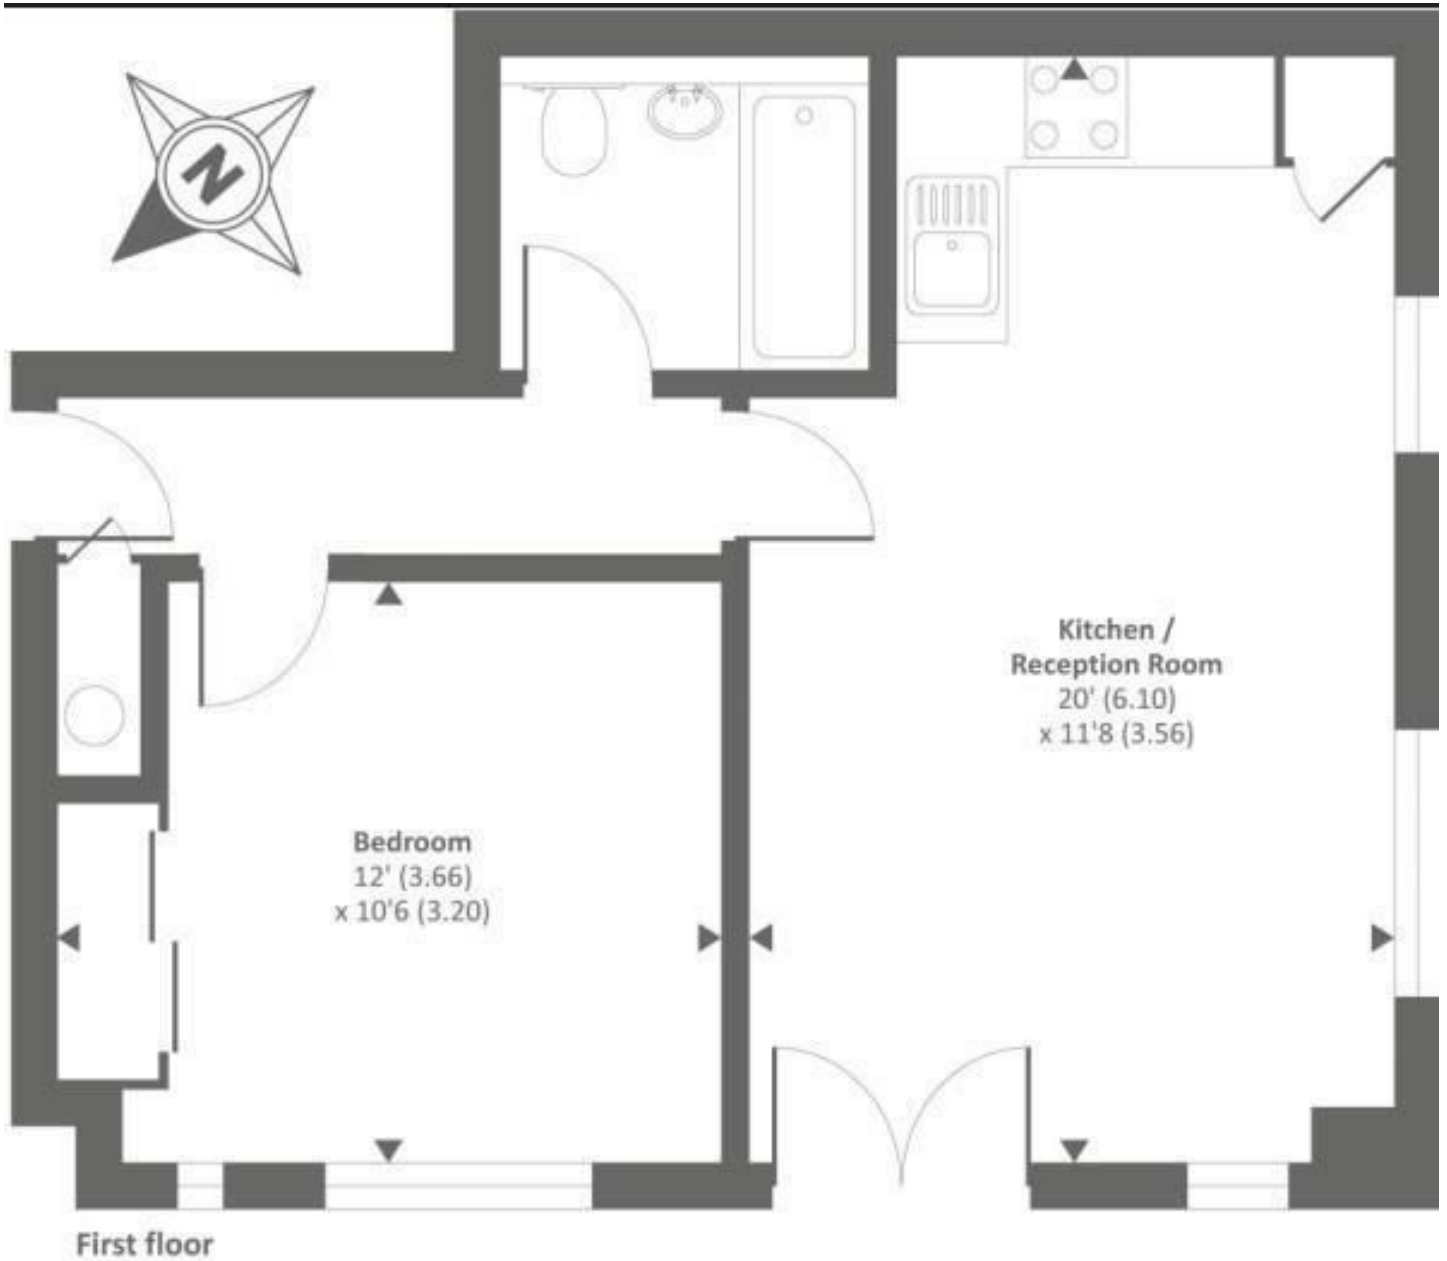 N
Kitchen /
Reception Room
20' (6.10)
x 11'8 (3.56)
Bedroom
12' (3.66)
x 10'6 (3.20)
First floor